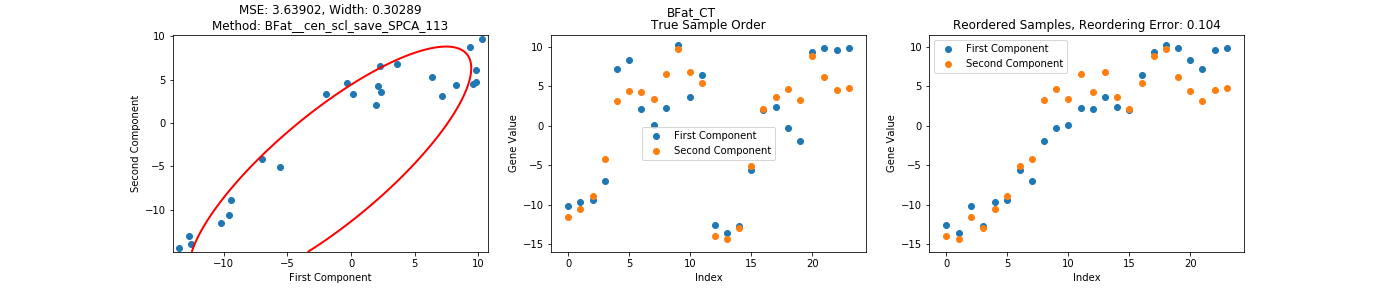 BFat_CT
MSE: 3.63902, Width: 0.30289
Method: BFat__cen_scl_save_SPCA_113
10
5
0
−5
−10
Second Component
−10
−5
0
5
10
First Component
True Sample Order
10
5
0
−5
−10
−15
Gene Value
First Component
Second Component
0
5
10
15
20
Index
Reordered Samples, Reordering Error: 0.104
First Component
Second Component
10
5
0
−5
−10
−15
Gene Value
0
5
10
15
20
Index